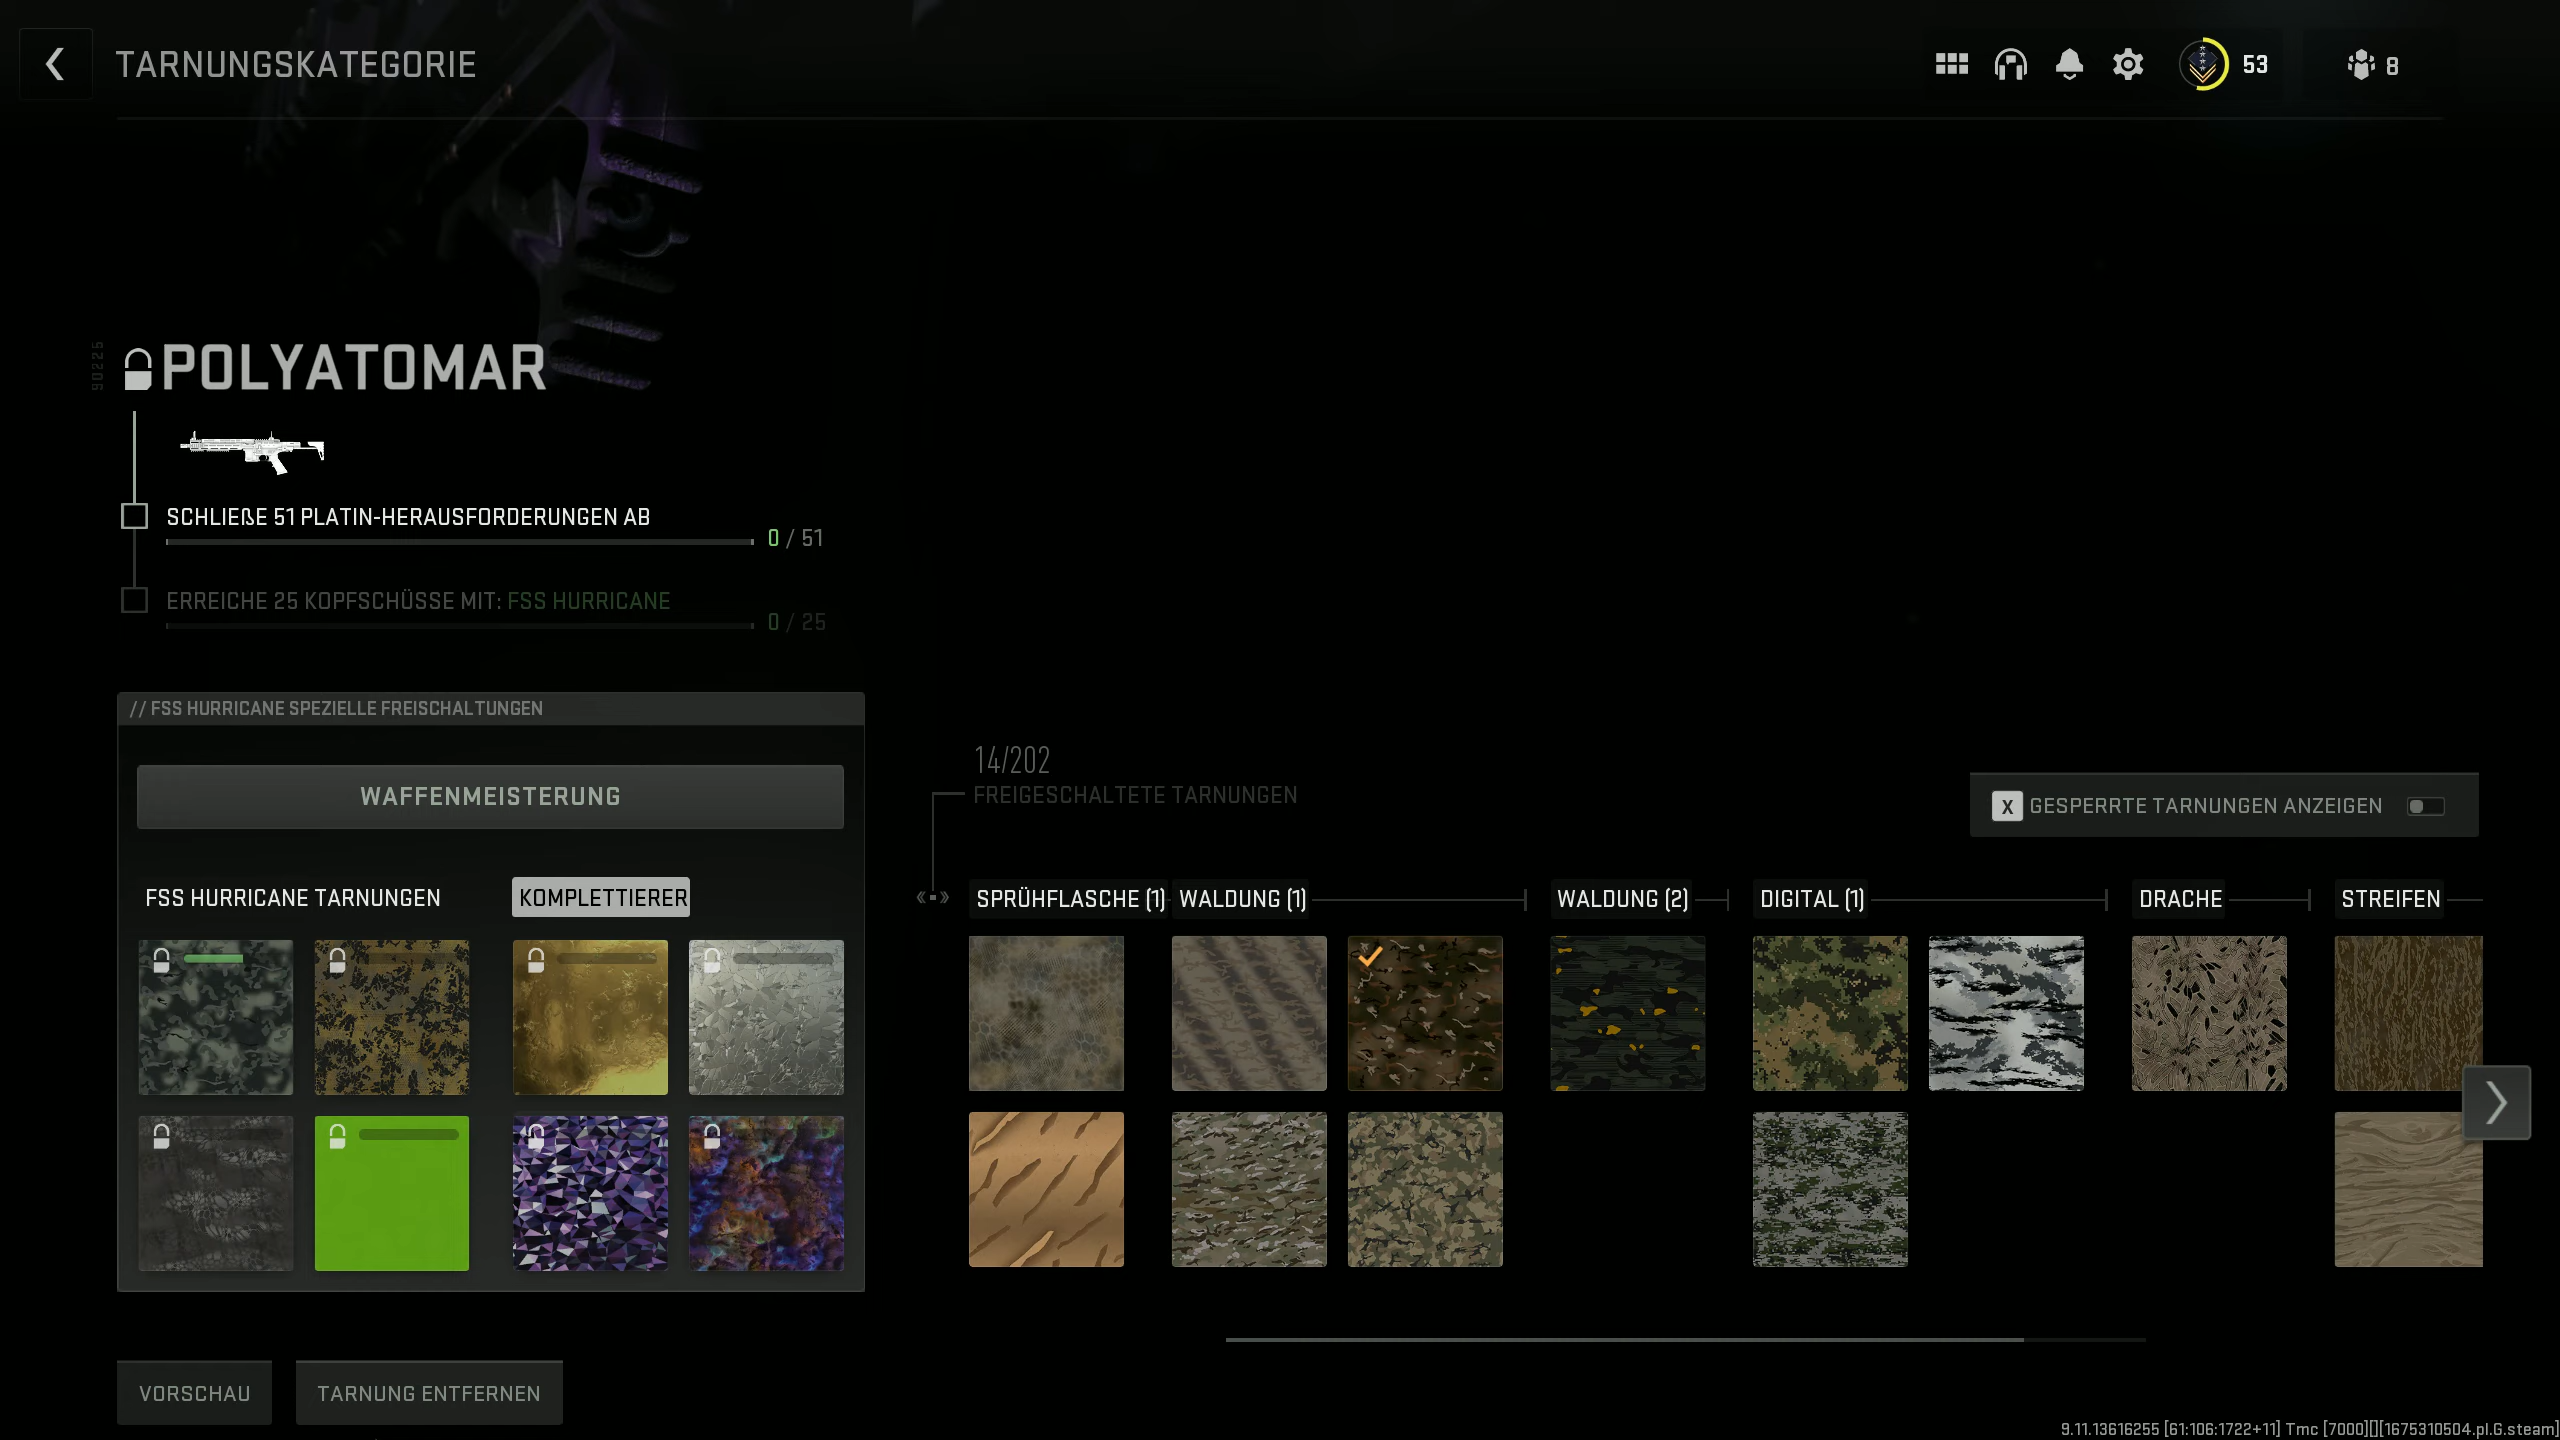 TARNUNGSKATEGORIE
53
8
90225
POLYATOMAR
SCHLIEẞE 51 PLATIN-HERAUSFORDERUNGEN AB
0 / 51
ERREICHE 25 KOPFSCHÜSSE MIT: FSS HURRICANE
0 / 25
// FSS HURRICANE SPEZIELLE FREISCHALTUNGEN
WAFFENMEISTERUNG
FSS HURRICANE TARNUNGEN
KOMPLETTIERER
14/202
FREIGESCHALTETE TARNUNGEN
X GESPERRTE TARNUNGEN ANZEIGEN
SPRÜHFLASCHE (1)
WALDUNG (1)
WALDUNG (2)
DIGITAL (1)
DRACHE
STREIFEN
VORSCHAU
TARNUNG ENTFERNEN
9.11.13616255 [61:106:1722+11] Tmc [7000][][1675310504.pl.G.steam]